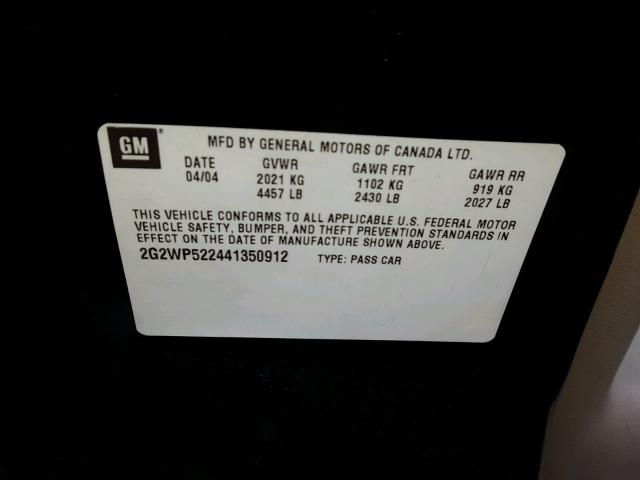 GM
MFD BY GENERAL MOTORS OF CANADA LTD.
DATE GVWR GAWR FRT GAWR RR
04/04 2021 KG 1102 KG 919 KG
4457 LB 2430 LB 2027 LB
THIS VEHICLE CONFORMS TO ALL APPLICABLE U.S. FEDERAL MOTOR
VEHICLE SAFETY, BUMPER, AND THEFT PREVENTION STANDARDS IN
EFFECT ON THE DATE OF MANUFACTURE SHOWN ABOVE.
2G2WP522441350912 TYPE: PASS CAR